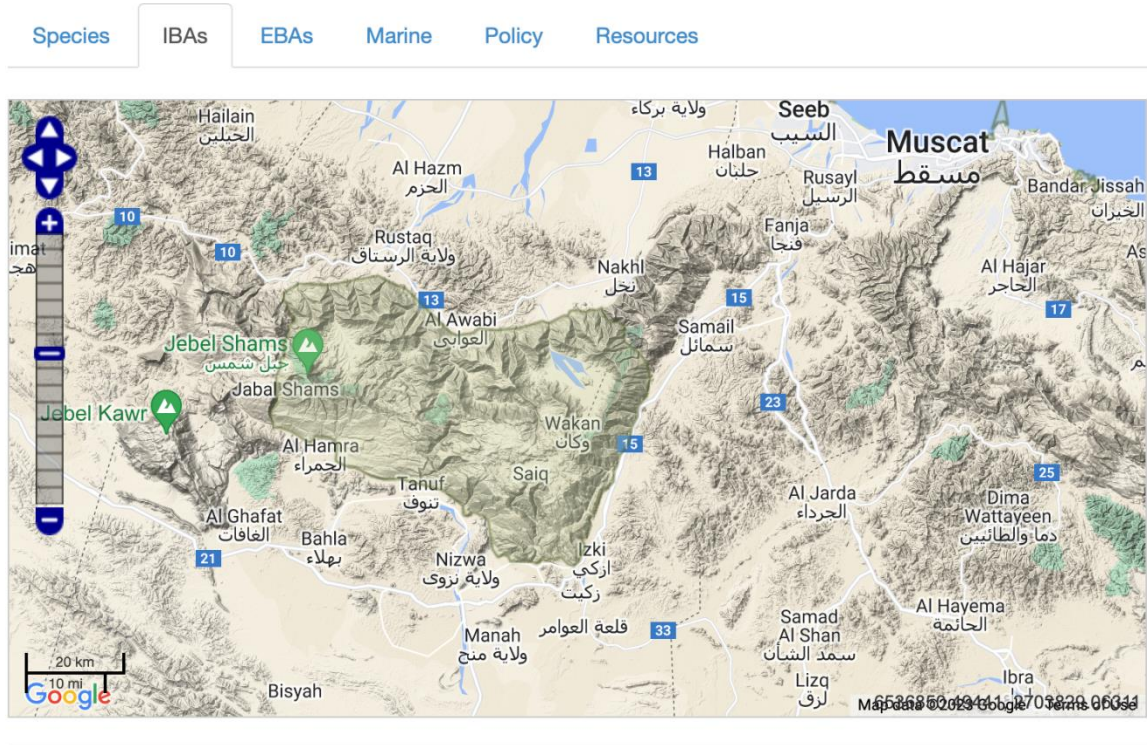 Species IBAs EBAs Marine Policy Resources
Hailain
الحبلين
ولاية بركاء
Seeb
السيب
Muscat
مسقط
Halban
حلبان
Al Hazm
الحزم
13
Rusayl
الرسيل
Bandar Jissah
الخيران
10
Fanja
فنجا
Rustaq
ولاية الرستاق
10
As
imat
Nakhl
نخل
Al Hajar
الحاجر
13
15
17
Al Awabi
العوابي
Samail
سمائل
Jebel Shams
جبل شمس
Jabal Shams
Jebel Kawr
23
Wakan
وكان
15
Al Hamra
الحمراء
Saiq
25
Tanuf
تنوف
Al Jarda
الجرداء
Dima
Wattayeen
دما والطائيين
Al Ghafat
الغافات
Bahla
بهلاء
21
Nizwa
ولاية نزوى
Izki
ازكي
زكيت
Al Hayema
الحائمة
Samad
Al Shan
سمد الشأن
قلعة العوامر
33
Manah
ولاية منح
20 km
10 mi
Google
Bisyah
Lizq
لزق
Ibra
Map data ©2023 Google
Terms of Use